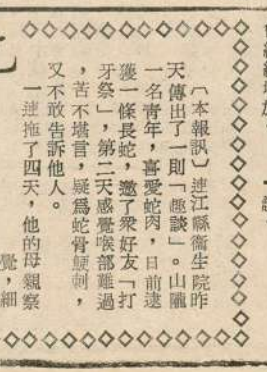 〔本報訊〕連江縣衞生院昨
天傳出了一則「趣談」。山隴
一名青年，喜愛蛇肉，日前逮
獲一條長蛇，邀了衆好友「打
牙祭」，第二天感覺喉部難過
，苦不堪言，疑爲蛇骨鯁刺，
又不敢告訴他人。
一連拖了四天，他的母親察
覺，細